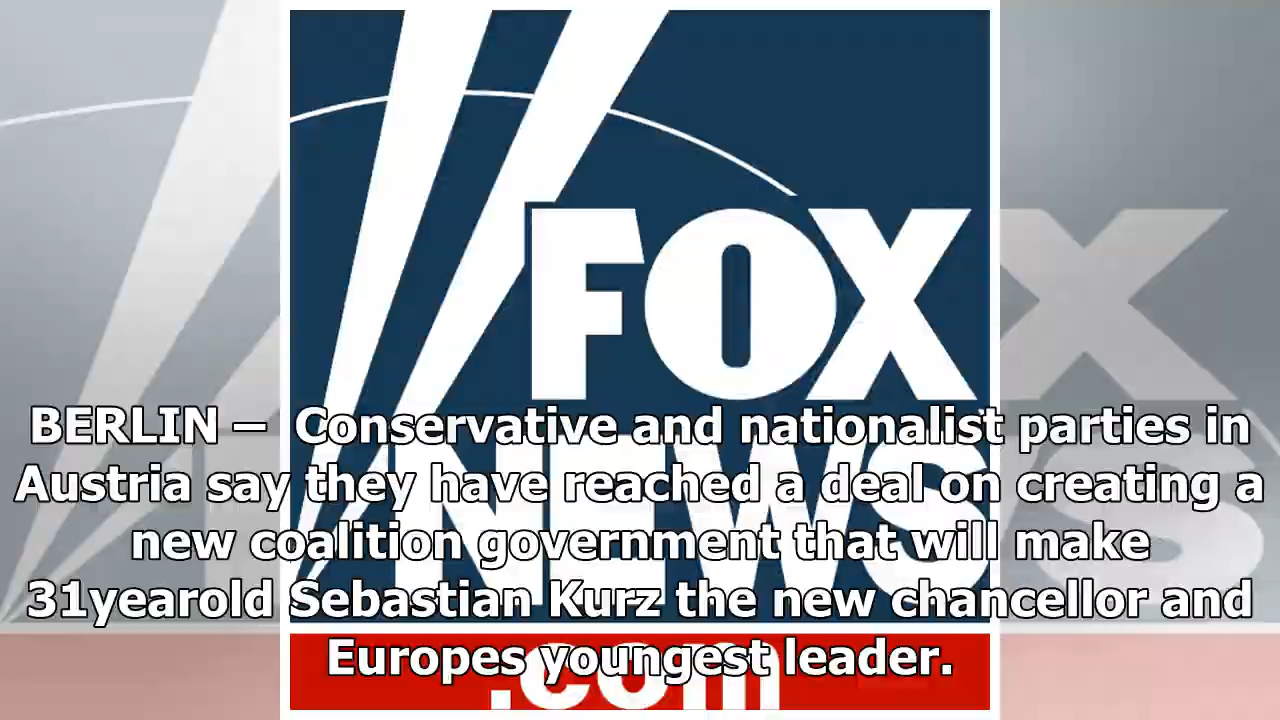 FOX
NEWS
.com
BERLIN –  Conservative and nationalist parties in
Austria say they have reached a deal on creating a
new coalition government that will make
31yearold Sebastian Kurz the new chancellor and
Europes youngest leader.